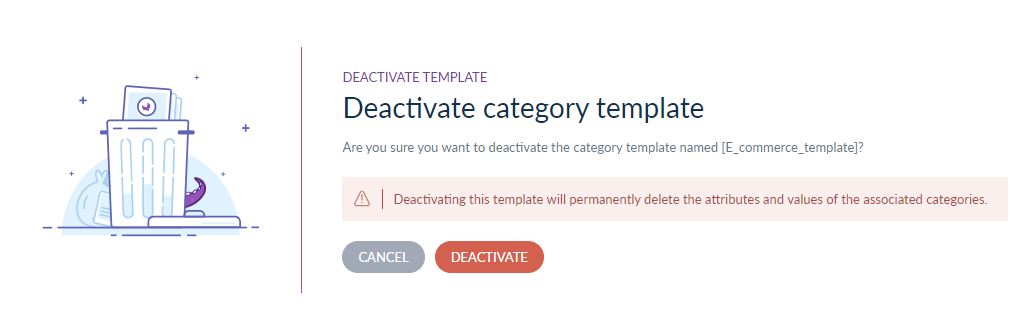 DEACTIVATE TEMPLATE
Deactivate category template
Are you sure you want to deactivate the category template named [E_commerce_template]?
Deactivating this template will permanently delete the attributes and values of the associated categories.
CANCEL DEACTIVATE